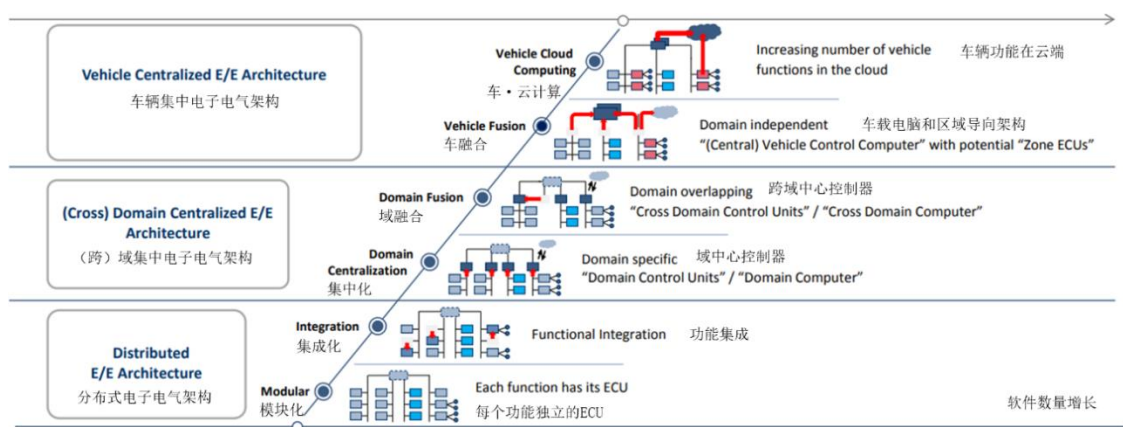 Vehicle Centralized E/E Architecture
车辆集中电子电气架构
Vehicle Cloud
Computing
车·云计算
Increasing number of vehicle
functions in the cloud
车辆功能在云端
Vehicle Fusion
车融合
Domain independent
车载电脑和区域导向架构
“(Central) Vehicle Control Computer” with potential “Zone ECUs”
(Cross) Domain Centralized E/E
Architecture
（跨）域集中电子电气架构
Domain Fusion
域融合
Domain overlapping
跨域中心控制器
“Cross Domain Control Units” / “Cross Domain Computer”
Domain
Centralization
集中化
Domain specific
域中心控制器
“Domain Control Units” / “Domain Computer”
Distributed
E/E Architecture
分布式电子电气架构
Integration
集成化
Functional Integration
功能集成
Modular
模块化
Each function has its ECU
每个功能独立的ECU
软件数量增长